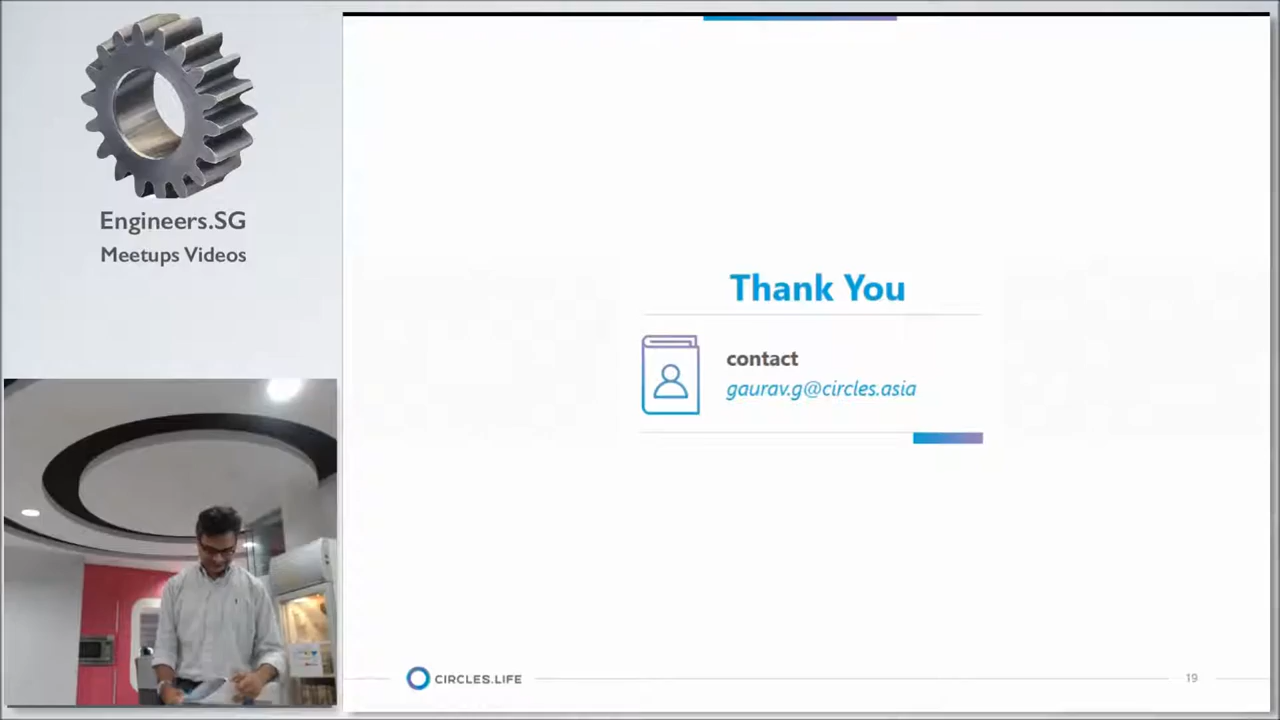 Engineers.SG
Meetups Videos
Thank You
contact
gaurav.g@circles.asia
CIRCLES.LIFE
19